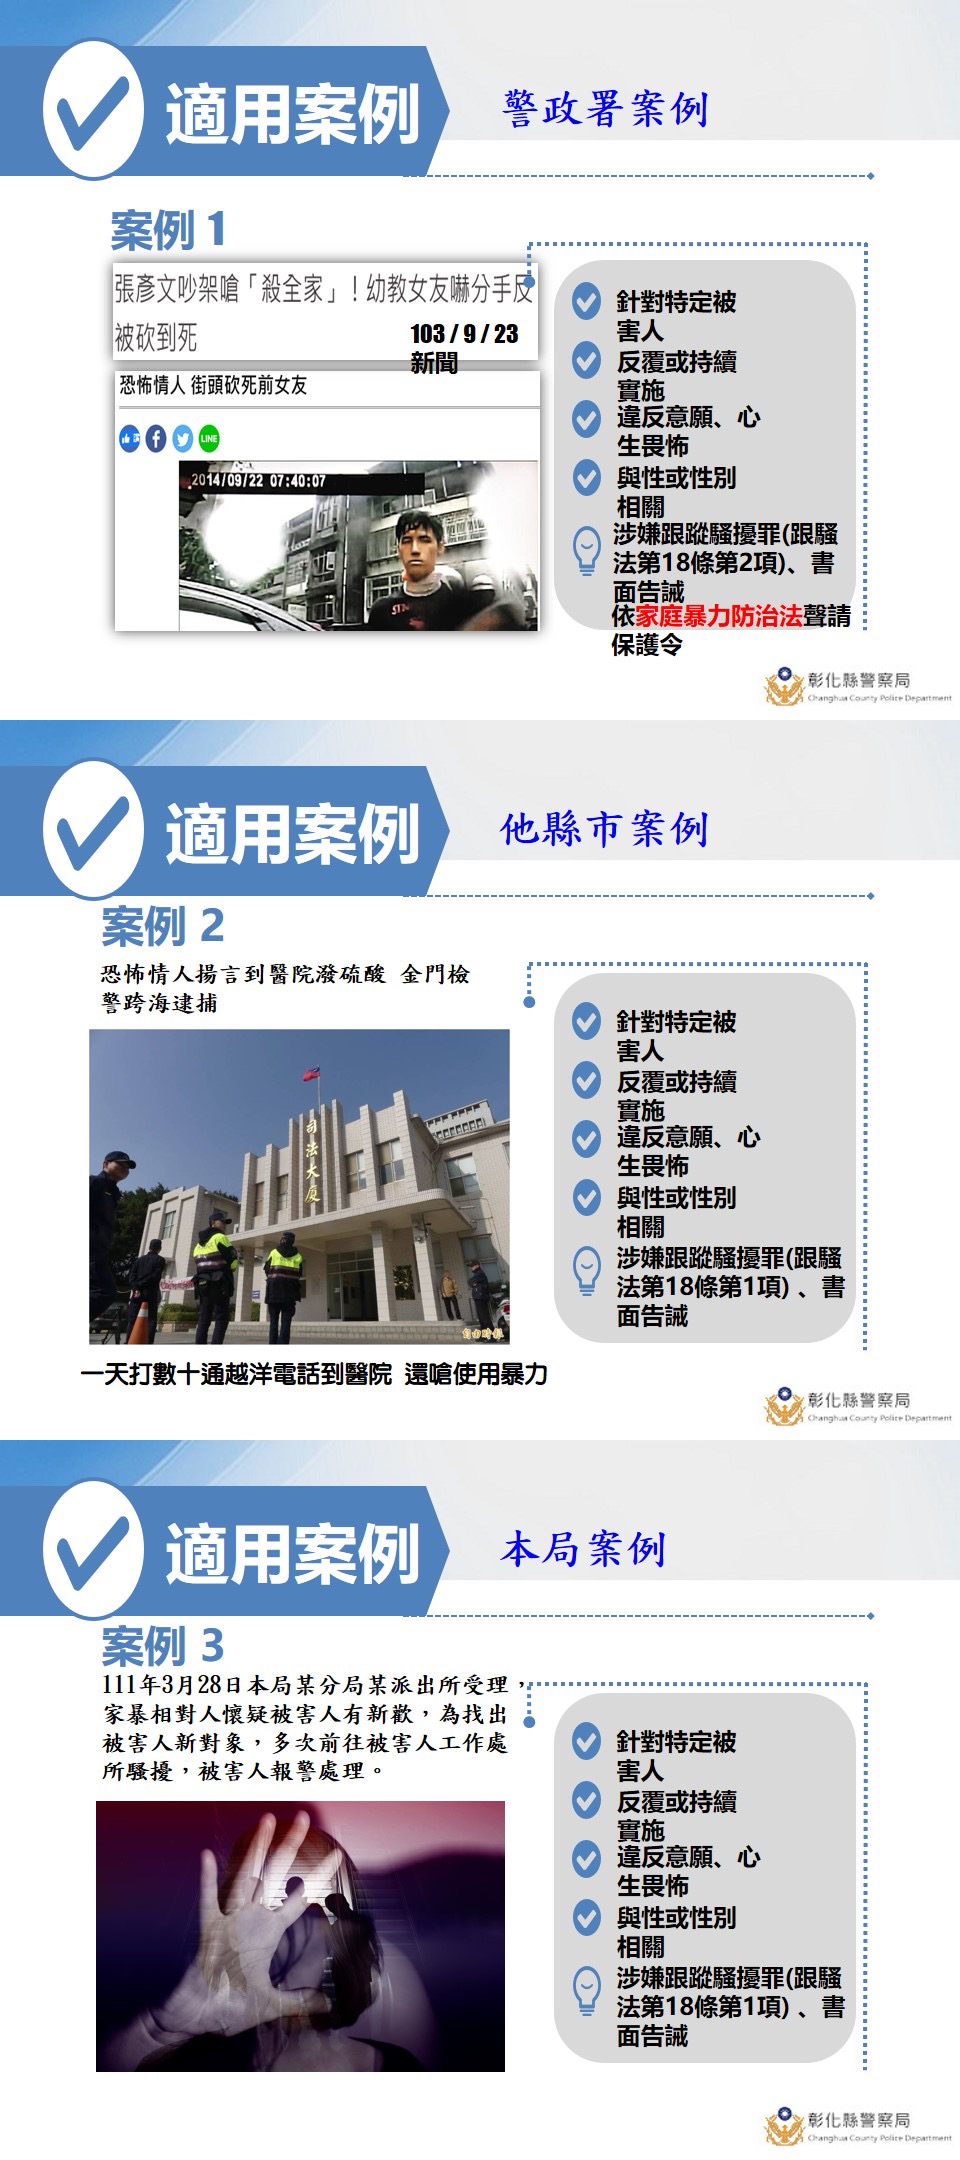 適用案例
警政署案例
案例 1
張彥文吵架嗆「殺全家」！幼教女友嚇分手反
被砍到死
103 / 9 / 23
新聞
恐怖情人 街頭砍死前女友
LINE
2014/09/22 07:40:07
針對特定被
害人
反覆或持續
實施
違反意願、心
生畏怖
與性或性別
相關
涉嫌跟蹤騷擾罪(跟騷
法第18條第2項)、書
面告誡
依家庭暴力防治法聲請
保護令
彰化縣警察局
Changhua County Police Department
適用案例
他縣市案例
案例 2
恐怖情人揚言到醫院潑硫酸 金門檢
警跨海逮捕
司法大廈
自由時報
一天打數十通越洋電話到醫院 還嗆使用暴力
針對特定被
害人
反覆或持續
實施
違反意願、心
生畏怖
與性或性別
相關
涉嫌跟蹤騷擾罪(跟騷
法第18條第1項) 、書
面告誡
彰化縣警察局
Changhua County Police Department
適用案例
本局案例
案例 3
111年3月28日本局某分局某派出所受理，
家暴相對人懷疑被害人有新歡，為找出
被害人新對象，多次前往被害人工作處
所騷擾，被害人報警處理。
針對特定被
害人
反覆或持續
實施
違反意願、心
生畏怖
與性或性別
相關
涉嫌跟蹤騷擾罪(跟騷
法第18條第1項) 、書
面告誡
彰化縣警察局
Changhua County Police Department